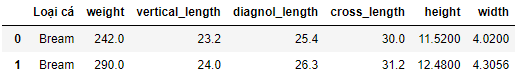 Loại cá weight vertical_length diagnol_length cross_length height width
0 Bream 242.0 23.2 25.4 30.0 11.5200 4.0200
1 Bream 290.0 24.0 26.3 31.2 12.4800 4.3056